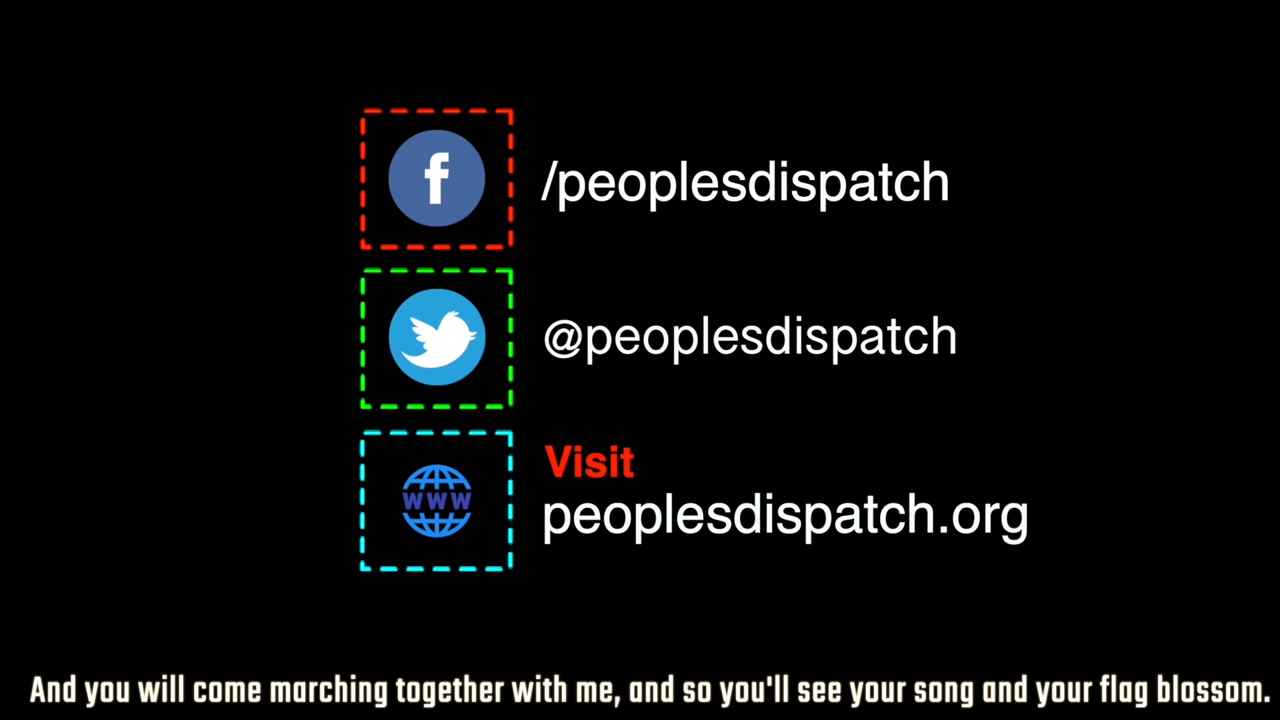 f
/peoplesdispatch
@peoplesdispatch
Visit
WWW
peoplesdispatch.org
And you will come marching together with me, and so you'll see your song and your flag blossom.